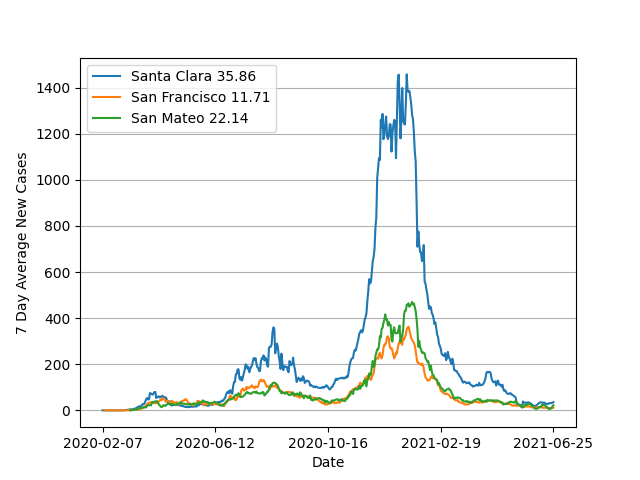 Santa Clara 35.86
San Francisco 11.71
San Mateo 22.14
1400
1200
1000
800
600
400
200
0
7 Day Average New Cases
2020-02-07 2020-06-12 2020-10-16 2021-02-19 2021-06-25
Date